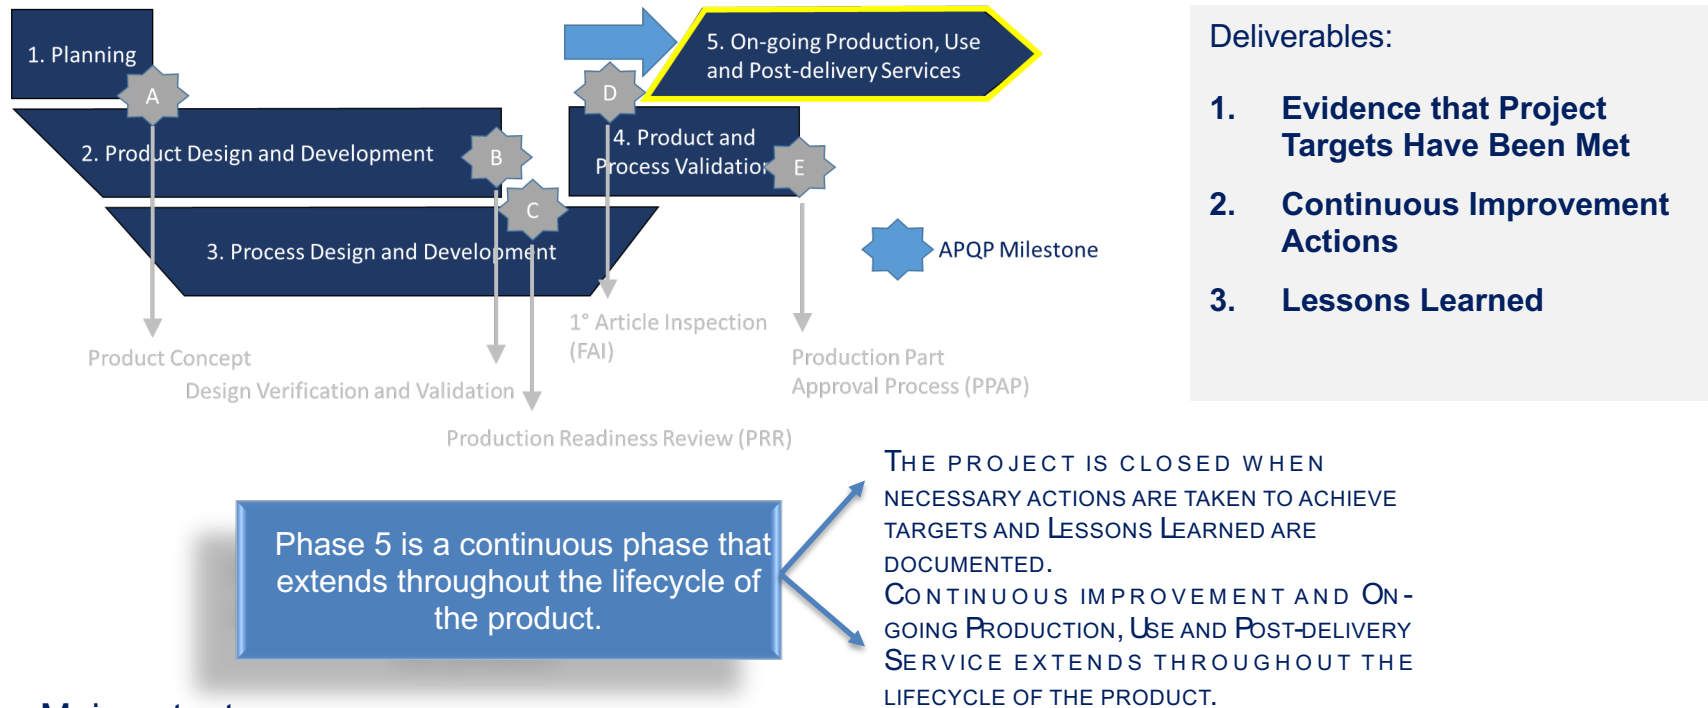 1. Planning
A
2. Product Design and Development
B
3. Process Design and Development
C
D
4. Product and
Process Validation
E
5. On-going Production, Use
and Post-delivery Services
APQP Milestone
Product Concept
Design Verification and Validation
Production Readiness Review (PRR)
1° Article Inspection
(FAI)
Production Part
Approval Process (PPAP)
Deliverables:
1. Evidence that Project
Targets Have Been Met
2. Continuous Improvement
Actions
3. Lessons Learned
Phase 5 is a continuous phase that
extends throughout the lifecycle of
the product.
THE PROJECT IS CLOSED WHEN
NECESSARY ACTIONS ARE TAKEN TO ACHIEVE
TARGETS AND LESSONS LEARNED ARE
DOCUMENTED.
CONTINUOUS IMPROVEMENT AND ON-
GOING PRODUCTION, USE AND POST-DELIVERY
SERVICE EXTENDS THROUGHOUT THE
LIFECYCLE OF THE PRODUCT.